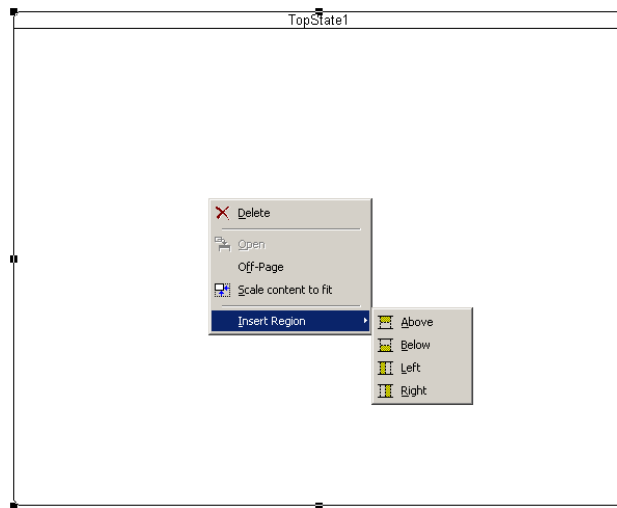 TopState1
Delete
Open
Off-Page
Scale content to fit
Insert Region
Above
Below
Left
Right